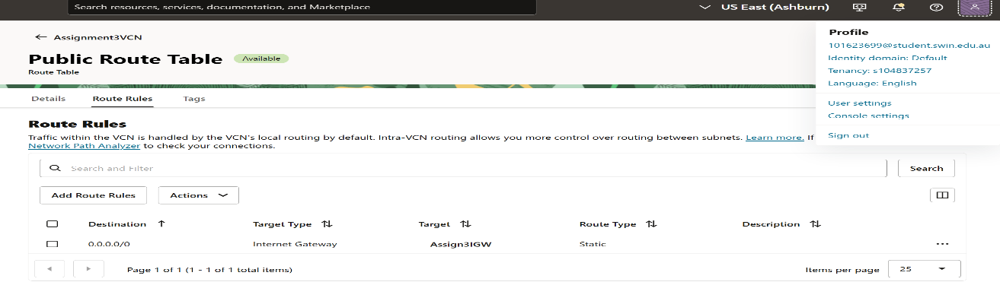 Search resources, services, documentation, and Marketplace
US East (Ashburn)
Profile
101623699@student.swin.edu.au
Identity domain: Default
Tenancy: s104837257
Language: English
User settings
Console settings
Sign out
Assignment3VCN
Public Route Table
Available
Route Table
Details
Route Rules
Tags
Route Rules
Traffic within the VCN is handled by the VCN's local routing by default. Intra-VCN routing allows you more control over routing between subnets. Learn more. If
Network Path Analyzer to check your connections.
Search and Filter
Search
Add Route Rules
Actions
Destination Target Type Target Route Type Description
0.0.0.0/0 Internet Gateway Assign3IGW Static
Page 1 of 1 (1 - 1 of 1 total items)
Items per page 25